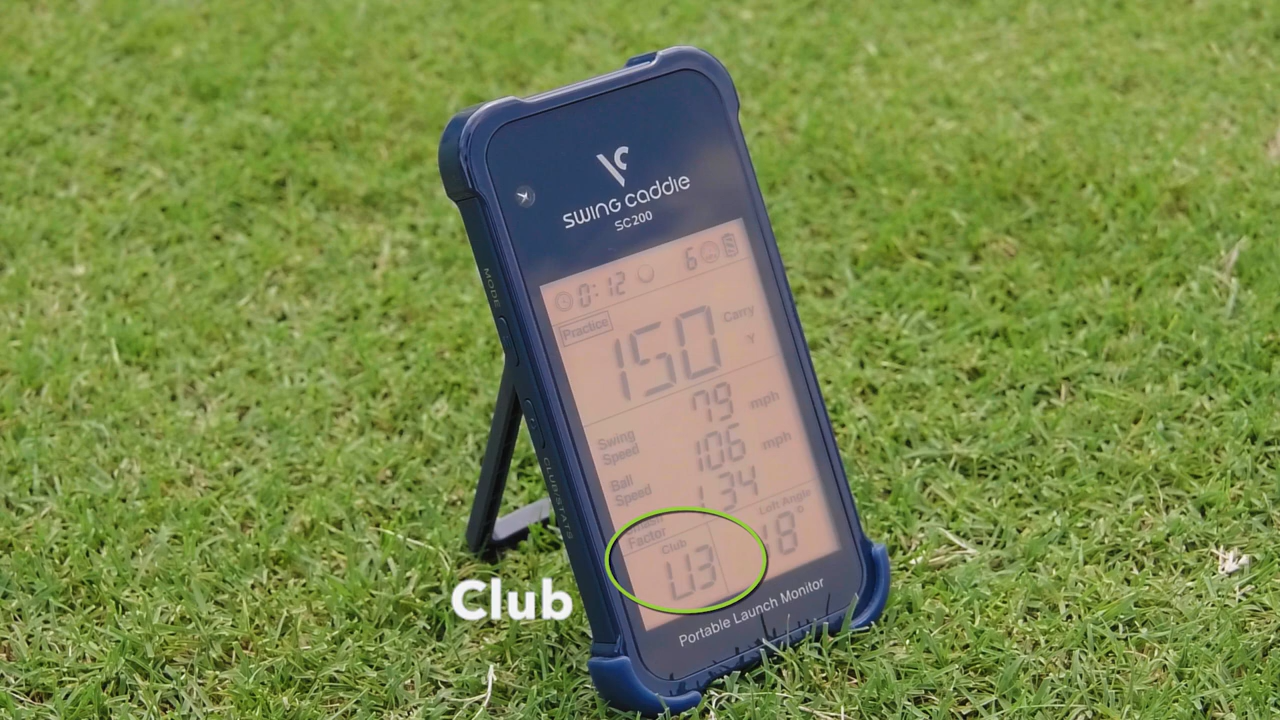 swing caddie
SC200
MODE
0:12 6
Practice
150 Carry
Y
Swing Speed 79 mph
Ball Speed 106 mph
Smash Factor 1.34
Club Loft Angle
U3 18°
CLUB/STATS
Portable Launch Monitor
Club